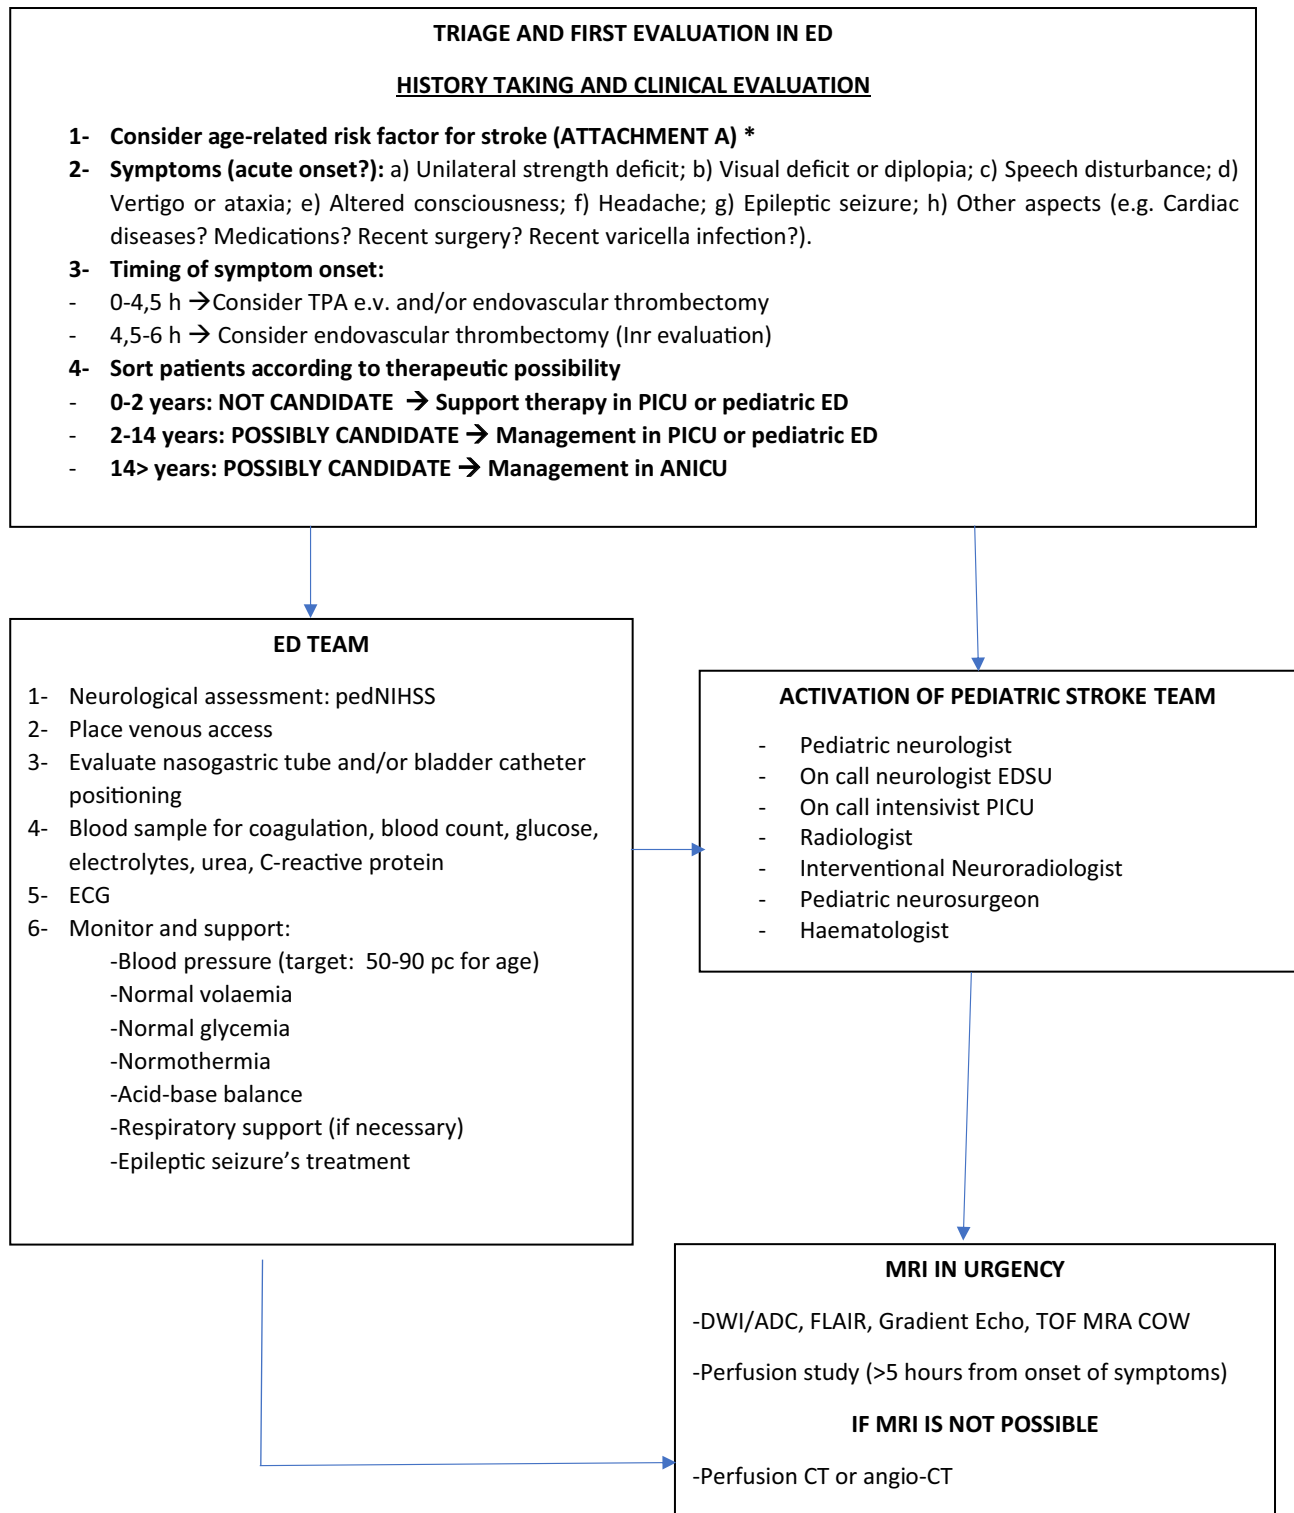 TRIAGE AND FIRST EVALUATION IN ED
HISTORY TAKING AND CLINICAL EVALUATION
1- Consider age-related risk factor for stroke (ATTACHMENT A) *
2- Symptoms (acute onset?): a) Unilateral strength deficit; b) Visual deficit or diplopia; c) Speech disturbance; d)
Vertigo or ataxia; e) Altered consciousness; f) Headache; g) Epileptic seizure; h) Other aspects (e.g. Cardiac
diseases? Medications? Recent surgery? Recent varicella infection?).
3- Timing of symptom onset:
- 0-4,5 h →Consider TPA e.v. and/or endovascular thrombectomy
- 4,5-6 h → Consider endovascular thrombectomy (Inr evaluation)
4- Sort patients according to therapeutic possibility
- 0-2 years: NOT CANDIDATE → Support therapy in PICU or pediatric ED
- 2-14 years: POSSIBLY CANDIDATE → Management in PICU or pediatric ED
- 14> years: POSSIBLY CANDIDATE → Management in ANICU
ED TEAM
1- Neurological assessment: pedNIHSS
2- Place venous access
3- Evaluate nasogastric tube and/or bladder catheter
positioning
4- Blood sample for coagulation, blood count, glucose,
electrolytes, urea, C-reactive protein
5- ECG
6- Monitor and support:
-Blood pressure (target: 50-90 pc for age)
-Normal volaemia
-Normal glycemia
-Normothermia
-Acid-base balance
-Respiratory support (if necessary)
-Epileptic seizure's treatment
ACTIVATION OF PEDIATRIC STROKE TEAM
- Pediatric neurologist
- On call neurologist EDSU
- On call intensivist PICU
- Radiologist
- Interventional Neuroradiologist
- Pediatric neurosurgeon
- Haematologist
MRI IN URGENCY
-DWI/ADC, FLAIR, Gradient Echo, TOF MRA COW
-Perfusion study (>5 hours from onset of symptoms)
IF MRI IS NOT POSSIBLE
-Perfusion CT or angio-CT